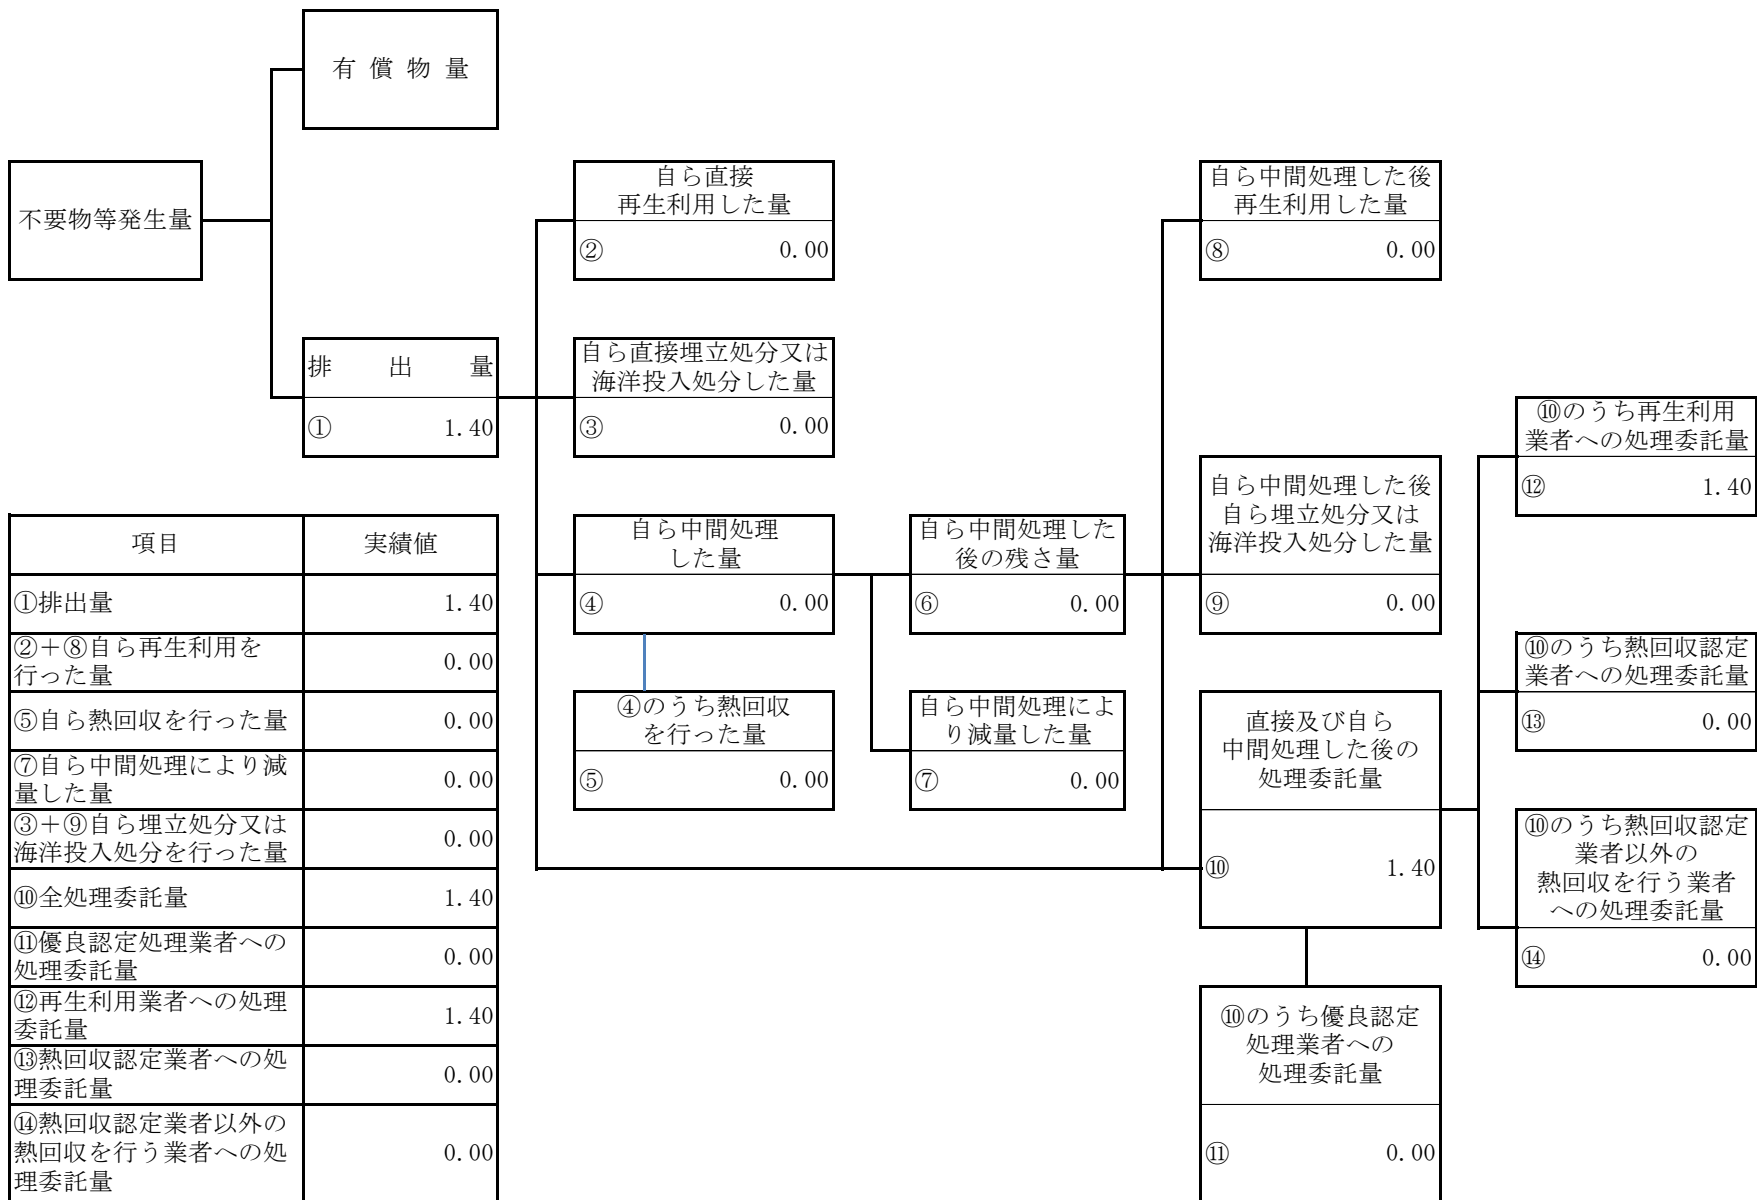 有償物量
不要物等発生量
自ら直接
再生利用した量
② 0.00
自ら中間処理した後
再生利用した量
⑧ 0.00
排出量
① 1.40
自ら直接埋立処分又は
海洋投入処分した量
③ 0.00
⑩のうち再生利用
業者への処理委託量
⑫ 1.40
自ら中間処理した後
自ら埋立処分又は
海洋投入処分した量
⑨ 0.00
自ら中間処理
した量
④ 0.00
自ら中間処理した
後の残さ量
⑥ 0.00
⑩のうち熱回収認定
業者への処理委託量
⑬ 0.00
④のうち熱回収
を行った量
⑤ 0.00
自ら中間処理によ
り減量した量
⑦ 0.00
直接及び自ら
中間処理した後の
処理委託量
⑩ 1.40
⑩のうち熱回収認定
業者以外の
熱回収を行う業者
への処理委託量
⑭ 0.00
⑩のうち優良認定
処理業者への
処理委託量
⑪ 0.00
項目 実績値
①排出量 1.40
②+⑧自ら再生利用を
行った量 0.00
⑤自ら熱回収を行った量 0.00
⑦自ら中間処理により減
量した量 0.00
③+⑨自ら埋立処分又は
海洋投入処分を行った量 0.00
⑩全処理委託量 1.40
⑪優良認定処理業者への
処理委託量 0.00
⑫再生利用業者への処理
委託量 1.40
⑬熱回収認定業者への処
理委託量 0.00
⑭熱回収認定業者以外の
熱回収を行う業者への処
理委託量 0.00